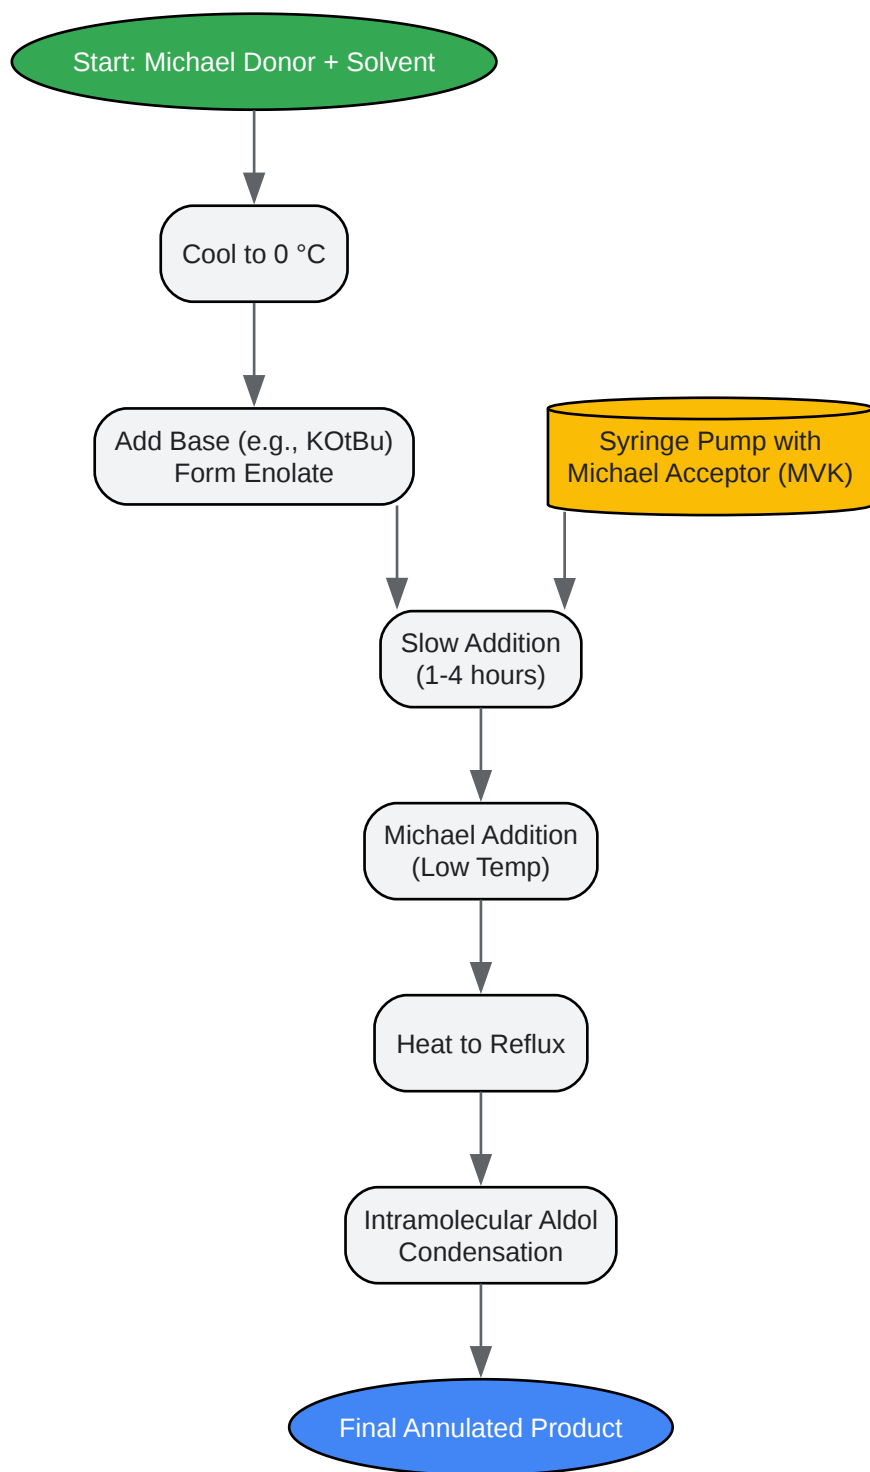 Start: Michael Donor + Solvent
Cool to 0 °C
Add Base (e.g., KOtBu)
Form Enolate
Syringe Pump with
Michael Acceptor (MVK)
Slow Addition
(1-4 hours)
Michael Addition
(Low Temp)
Heat to Reflux
Intramolecular Aldol
Condensation
Final Annulated Product